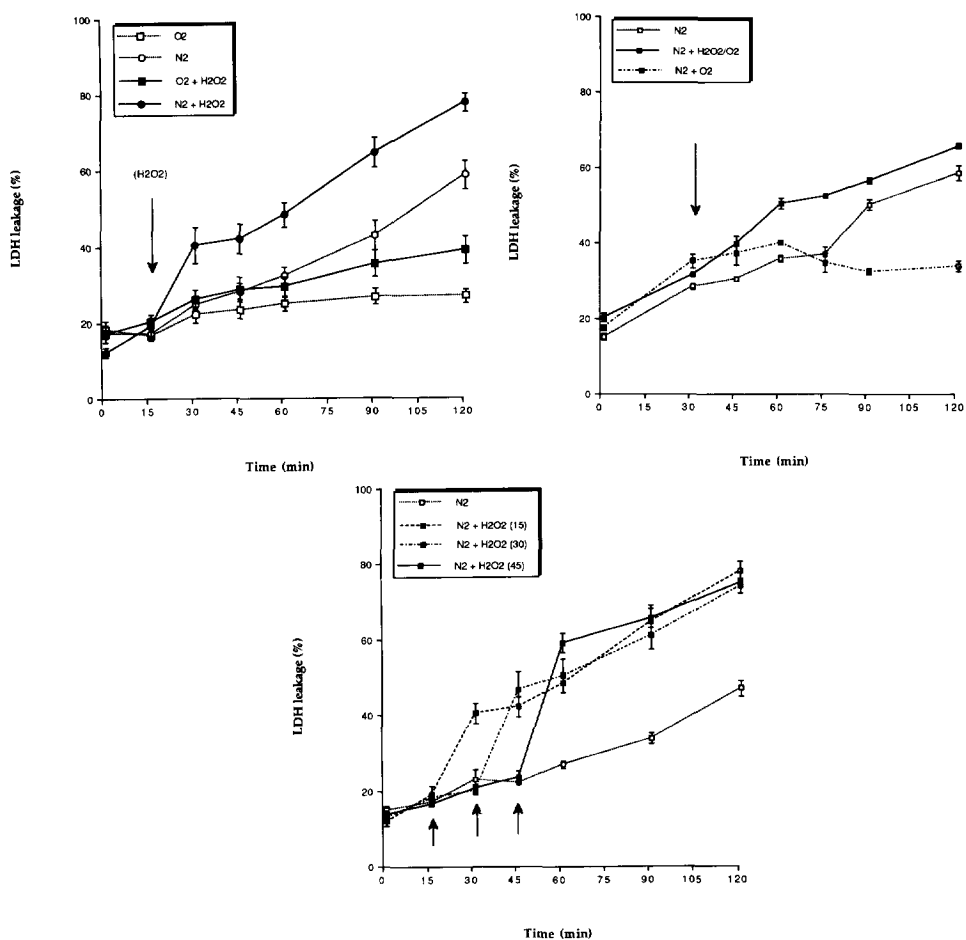 100
80
60
40
20
0
LDH leakage (%)
O2
N2
O2 + H2O2
N2 + H2O2
(H2O2)
0 15 30 45 60 75 90 105 120
Time (min)
100
80
60
40
20
0
LDH leakage (%)
N2
N2 + H2O2/O2
N2 + O2
0 15 30 45 60 75 90 105 120
Time (min)
100
80
60
40
20
0
LDH leakage (%)
N2
N2 + H2O2 (15)
N2 + H2O2 (30)
N2 + H2O2 (45)
0 15 30 45 60 75 90 105 120
Time (min)